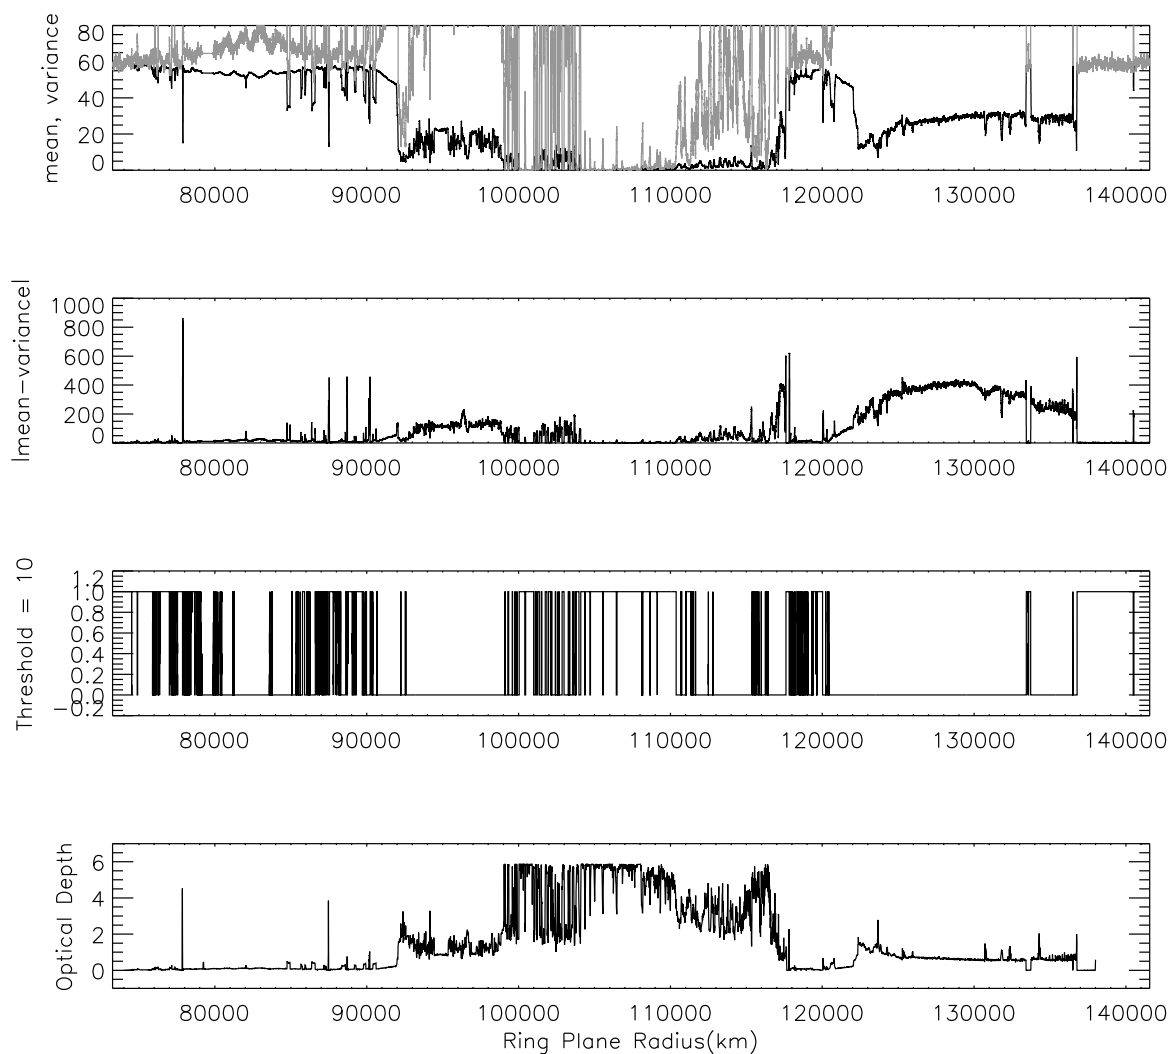 mean, variance
80
60
40
20
0
80000 90000 100000 110000 120000 130000 140000
|mean-variance|
1000
800
600
400
200
0
80000 90000 100000 110000 120000 130000 140000
Threshold = 10
1.2
1.0
0.8
0.6
0.4
0.2
-0.0
-0.2
80000 90000 100000 110000 120000 130000 140000
Optical Depth
6
4
2
0
80000 90000 100000 110000 120000 130000 140000
Ring Plane Radius(km)